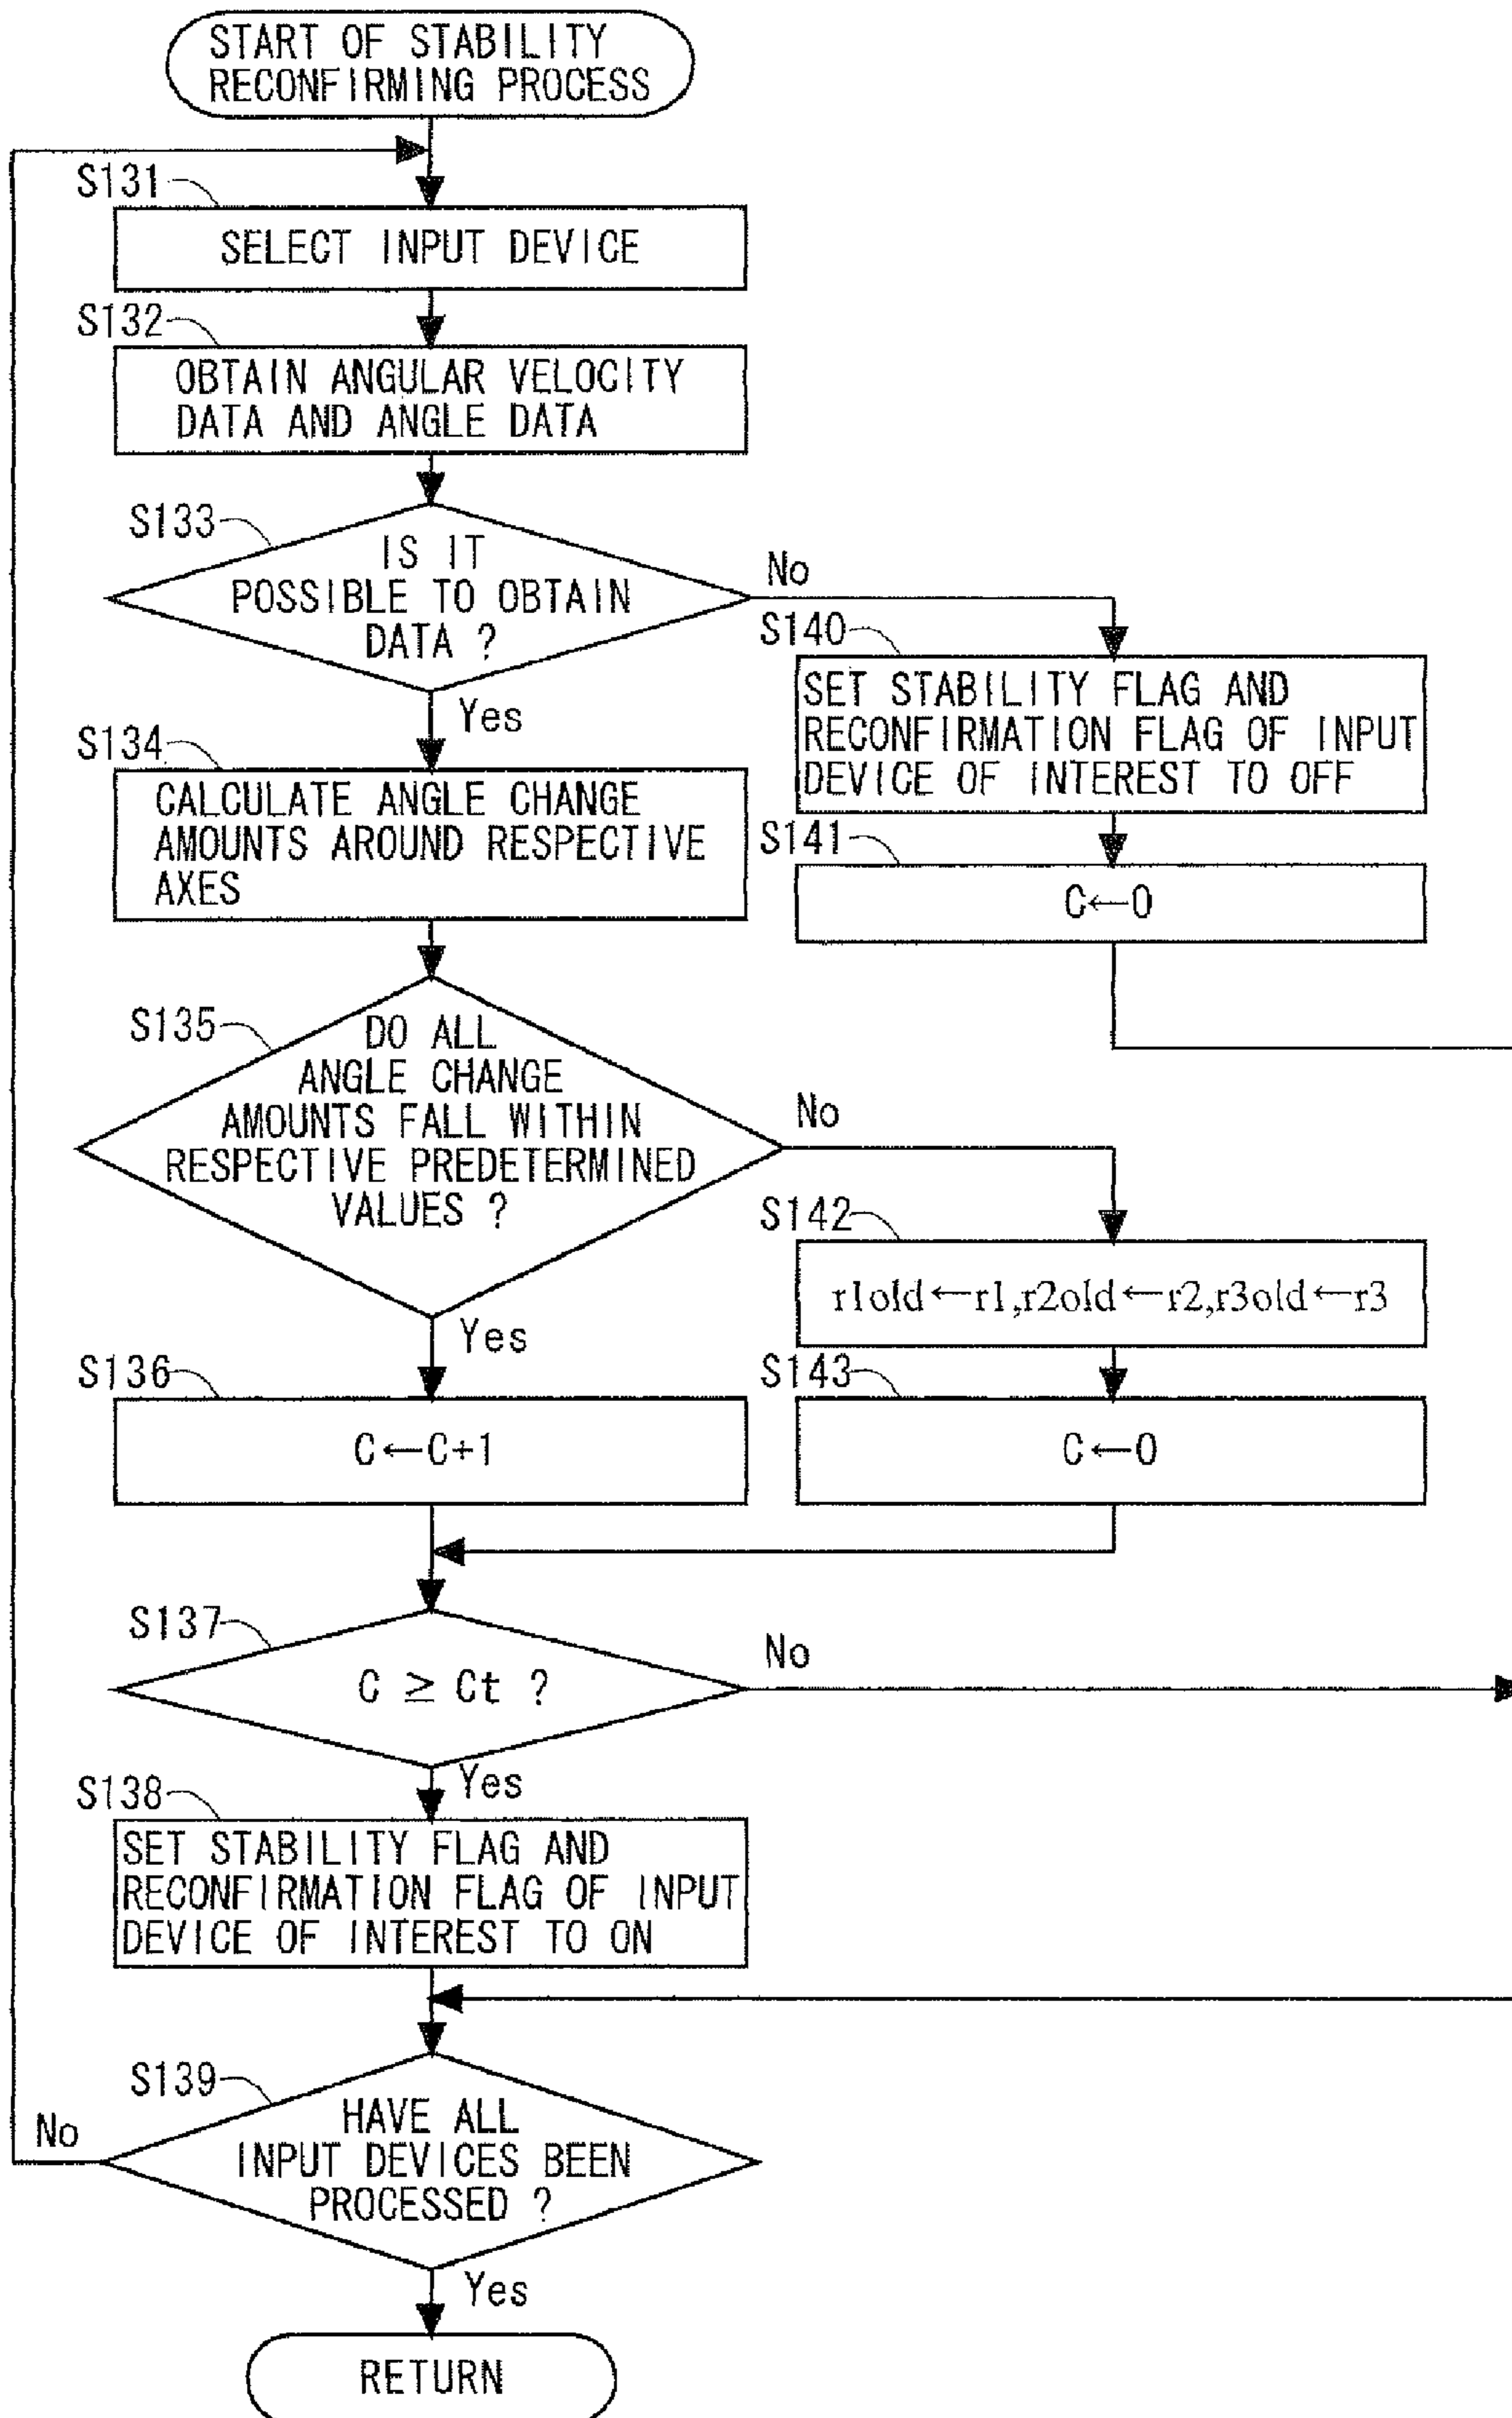 START OF STABILITY
RECONFIRMING PROCESS
S131
SELECT INPUT DEVICE
S132
OBTAIN ANGULAR VELOCITY
DATA AND ANGLE DATA
S133
IS IT
POSSIBLE TO OBTAIN
DATA ?
No
Yes
S140
SET STABILITY FLAG AND
RECONFIRMATION FLAG OF INPUT
DEVICE OF INTEREST TO OFF
S134
CALCULATE ANGLE CHANGE
AMOUNTS AROUND RESPECTIVE
AXES
S141
C←0
S135
DO ALL
ANGLE CHANGE
AMOUNTS FALL WITHIN
RESPECTIVE PREDETERMINED
VALUES ?
No
Yes
S142
r1old←r1,r2old←r2,r3old←r3
S136
C←C+1
S143
C←0
S137
C ≥ Ct ?
No
Yes
S138
SET STABILITY FLAG AND
RECONFIRMATION FLAG OF INPUT
DEVICE OF INTEREST TO ON
S139
HAVE ALL
INPUT DEVICES BEEN
PROCESSED ?
No
Yes
RETURN